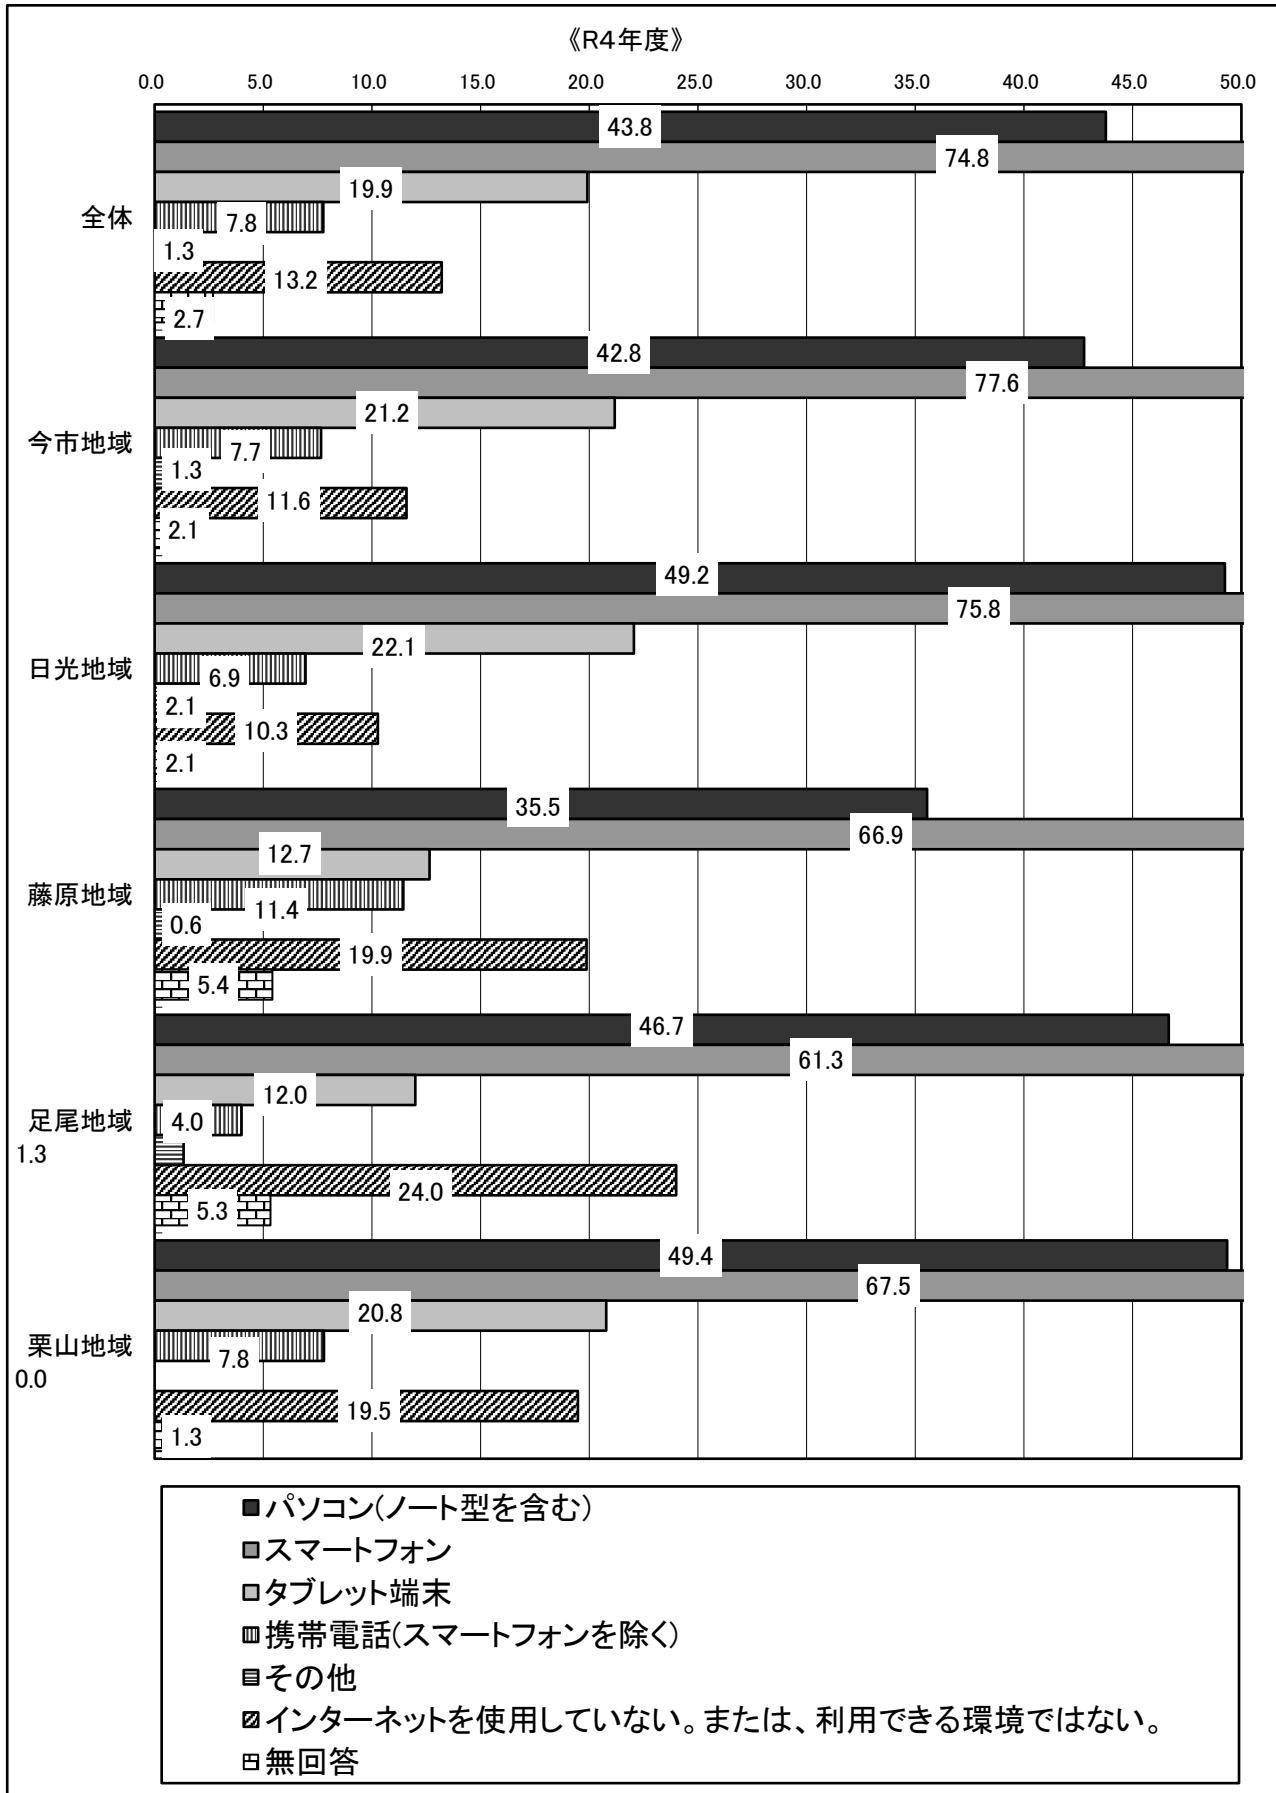 《R4年度》
0.0 5.0 10.0 15.0 20.0 25.0 30.0 35.0 40.0 45.0 50.0
43.8
74.8
19.9
全体
7.8
1.3
13.2
2.7
42.8
77.6
21.2
今市地域
7.7
1.3
11.6
2.1
49.2
75.8
22.1
日光地域
6.9
2.1
10.3
2.1
35.5
66.9
12.7
藤原地域
11.4
0.6
19.9
5.4
46.7
61.3
12.0
足尾地域
4.0
1.3
24.0
5.3
49.4
67.5
20.8
栗山地域
7.8
0.0
19.5
1.3
パソコン(ノート型を含む)
スマートフォン
タブレット端末
携帯電話(スマートフォンを除く)
その他
インターネットを使用していない。または、利用できる環境ではない。
無回答